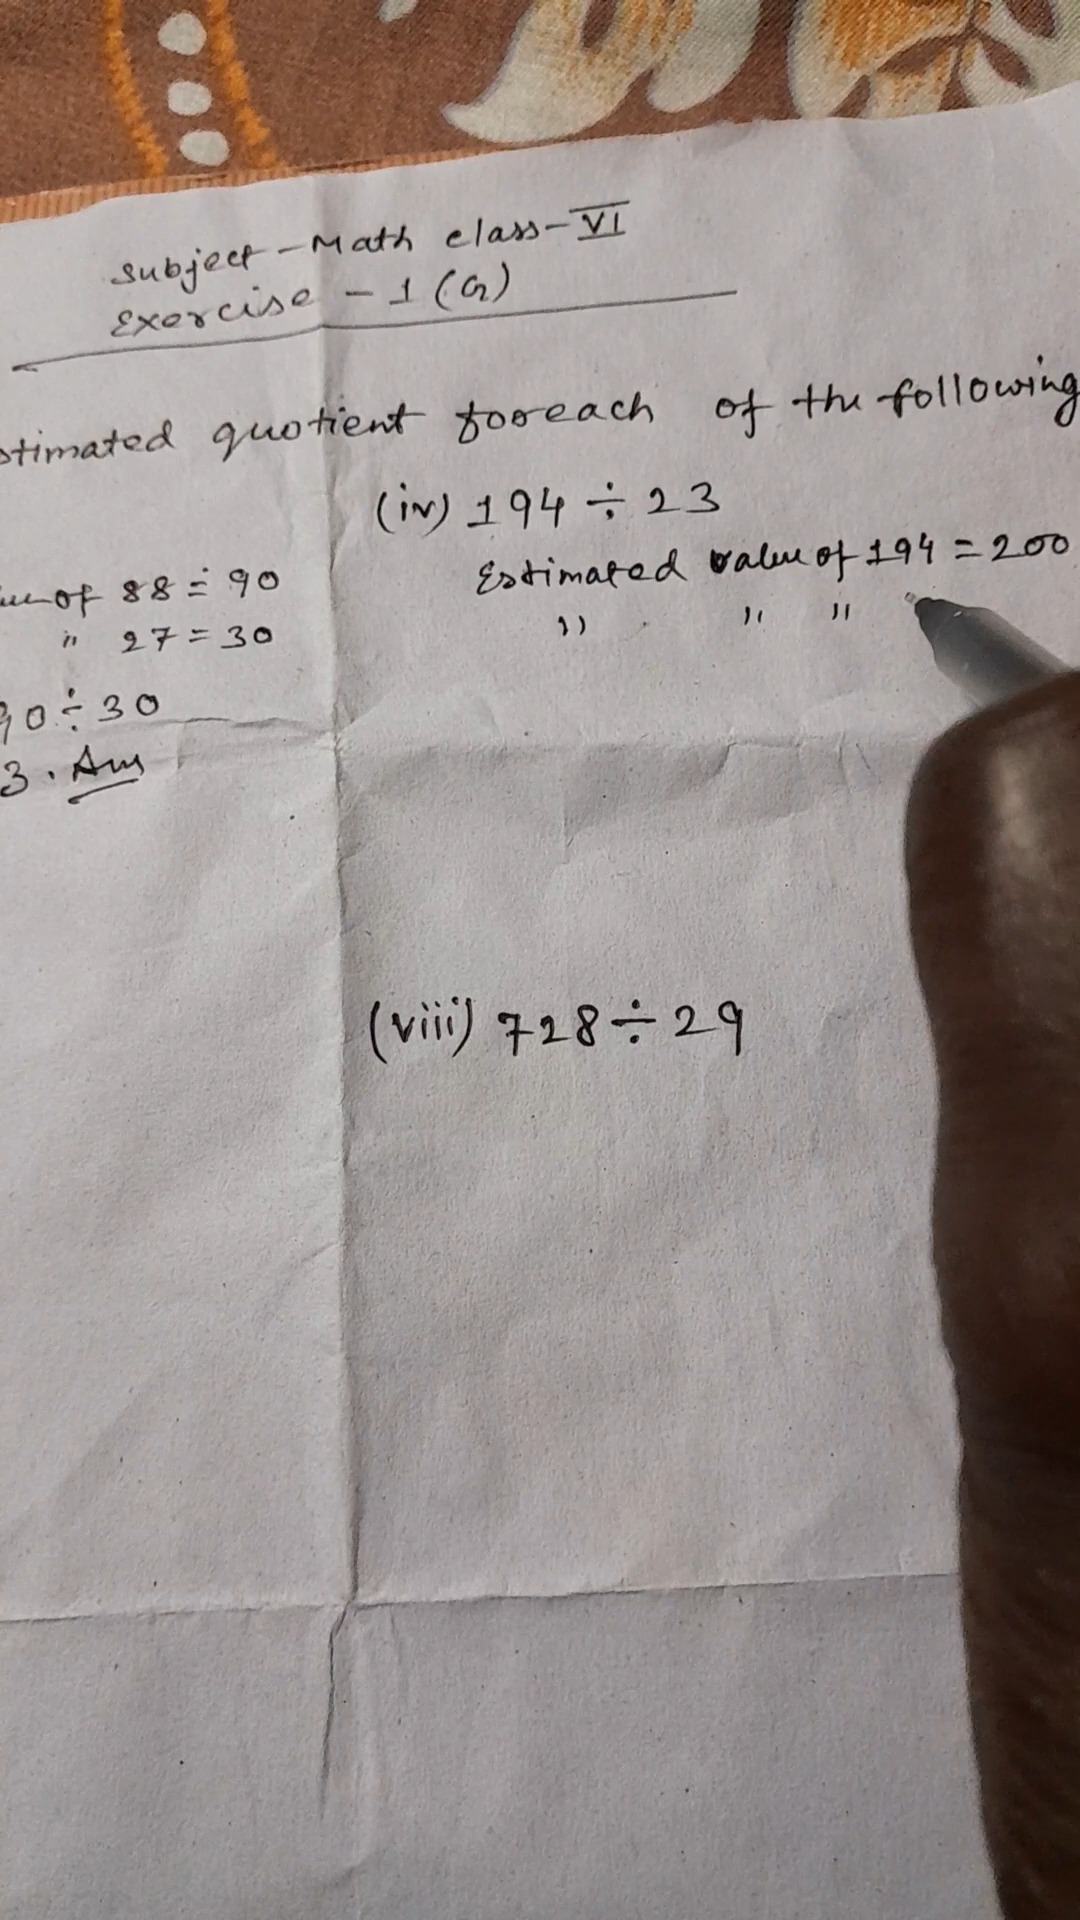 Subject - Math class - VI
Exercise - 1 (G)
stimated quotient for each of the following
(iv) 194 ÷ 23
Estimated value of 194 = 200
" " "
of 88 = 90
" 27 = 30
90 ÷ 30
3. Ans
(viii) 728 ÷ 29